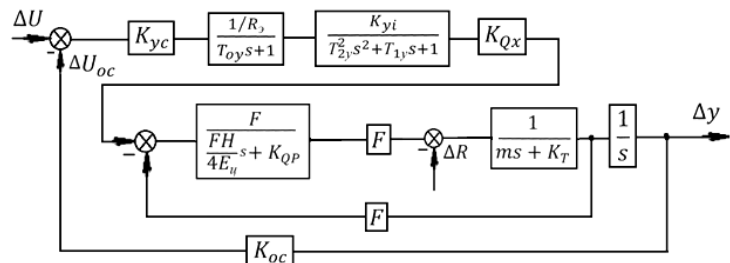 ΔU
K_yc
1/R_э
T_oy s+1
K_yi
T_2y^2 s^2+T_1y s+1
K_Qx
- ΔU_oc
F
FH
4E_ц s + K_QP
-
F
- ΔR
1
ms + K_T
1
s
Δy
F
K_oc